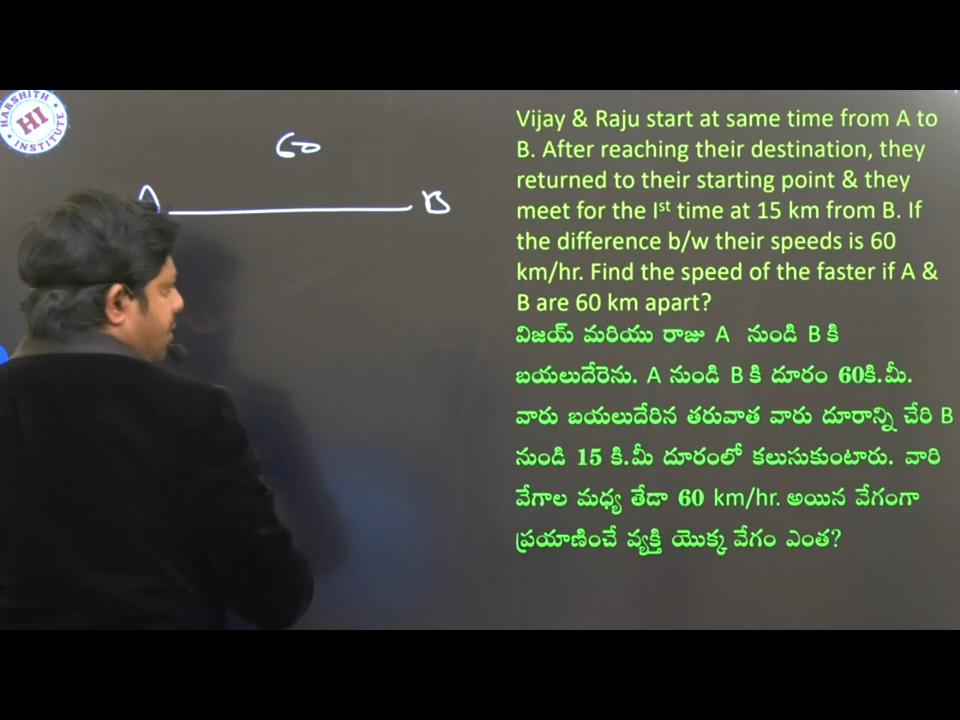 HARSHITH
HI
INSTITUTE
60
A B
Vijay & Raju start at same time from A to
B. After reaching their destination, they
returned to their starting point & they
meet for the Iˢᵗ time at 15 km from B. If
the difference b/w their speeds is 60
km/hr. Find the speed of the faster if A &
B are 60 km apart?
విజయ్ మరియు రాజు A నుండి B కి
బయలుదేరెను. A నుండి B కి దూరం 60కి.మీ.
వారు బయలుదేరిన తరువాత వారు దూరాన్ని చేరి B
నుండి 15 కి.మీ దూరంలో కలుసుకుంటారు. వారి
వేగాల మధ్య తేడా 60 km/hr. అయిన వేగంగా
ప్రయాణించే వ్యక్తి యొక్క వేగం ఎంత?